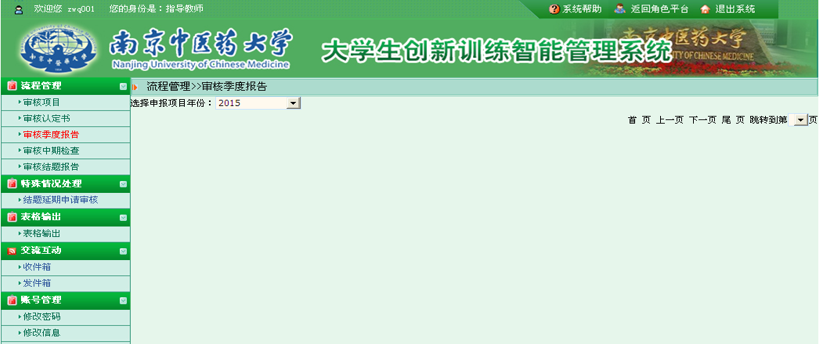 欢迎您 zwq001 您的身份是：指导教师 系统帮助 返回角色平台 退出系统
南京中医药大学
Nanjing University of Chinese Medicine
大学生创新训练智能管理系统
南京中医药大学
流程管理
审核项目
审核认定书
审核季度报告
审核中期检查
审核结题报告
特殊情况处理
结题延期申请审核
表格输出
表格输出
交流互动
收件箱
发件箱
账号管理
修改密码
修改信息
流程管理>>审核季度报告
选择申报项目年份： 2015
首 页 上一页 下一页 尾 页 跳转到第 页